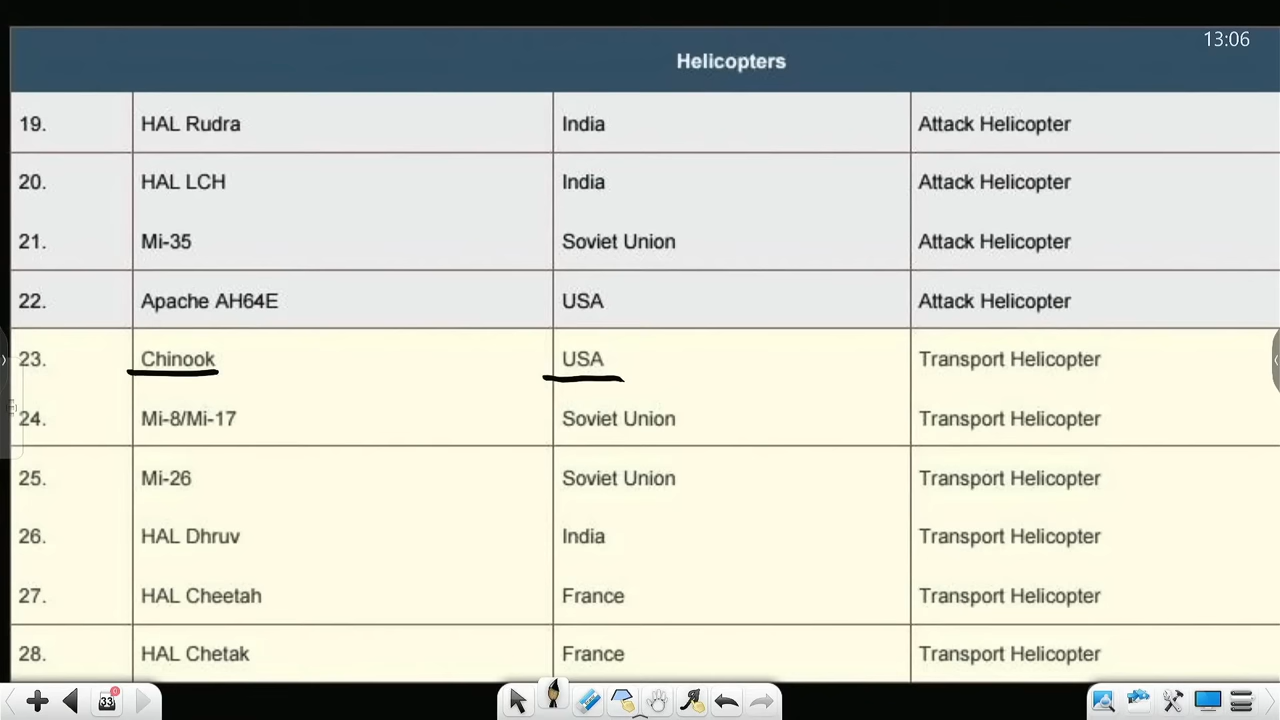 13:06
Helicopters
19. HAL Rudra India Attack Helicopter
20. HAL LCH India Attack Helicopter
21. Mi-35 Soviet Union Attack Helicopter
22. Apache AH64E USA Attack Helicopter
23. Chinook USA Transport Helicopter
24. Mi-8/Mi-17 Soviet Union Transport Helicopter
25. Mi-26 Soviet Union Transport Helicopter
26. HAL Dhruv India Transport Helicopter
27. HAL Cheetah France Transport Helicopter
28. HAL Chetak France Transport Helicopter
33 0